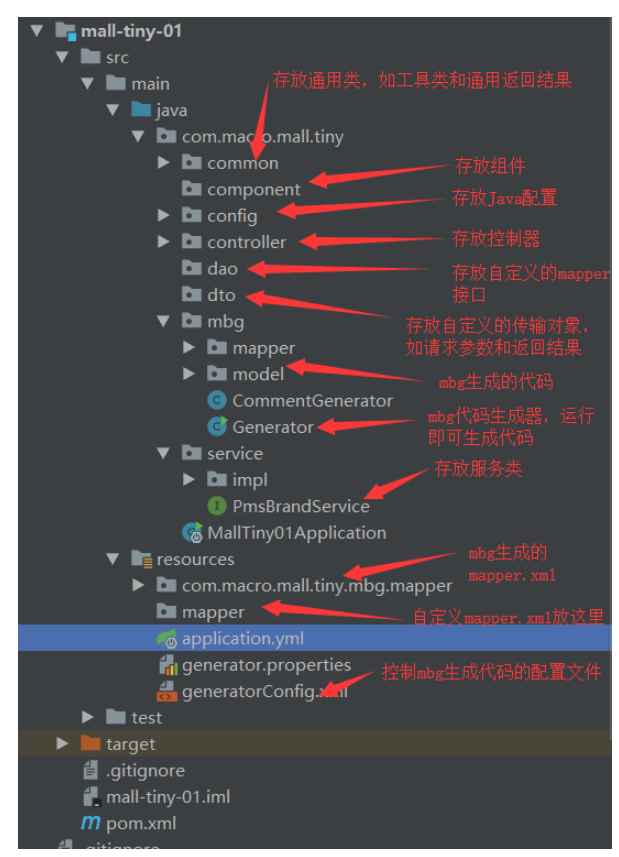 mall-tiny-01
src
main
存放通用类，如工具类和通用返回结果
java
com.macro.mall.tiny
common
存放组件
component
存放Java配置
config
存放控制器
controller
dao
存放自定义的mapper
接口
dto
存放自定义的传输对象，
如请求参数和返回结果
mbg
mapper
model
mbg生成的代码
CommentGenerator
mbg代码生成器，运行
即可生成代码
Generator
service
存放服务类
impl
PmsBrandService
MallTiny01Application
resources
mbg生成的
mapper.xml
com.macro.mall.tiny.mbg.mapper
mapper
自定义mapper.xml放这里
application.yml
generator.properties
控制mbg生成代码的配置文件
generatorConfig.xml
test
target
.gitignore
mall-tiny-01.iml
pom.xml
.gitignore